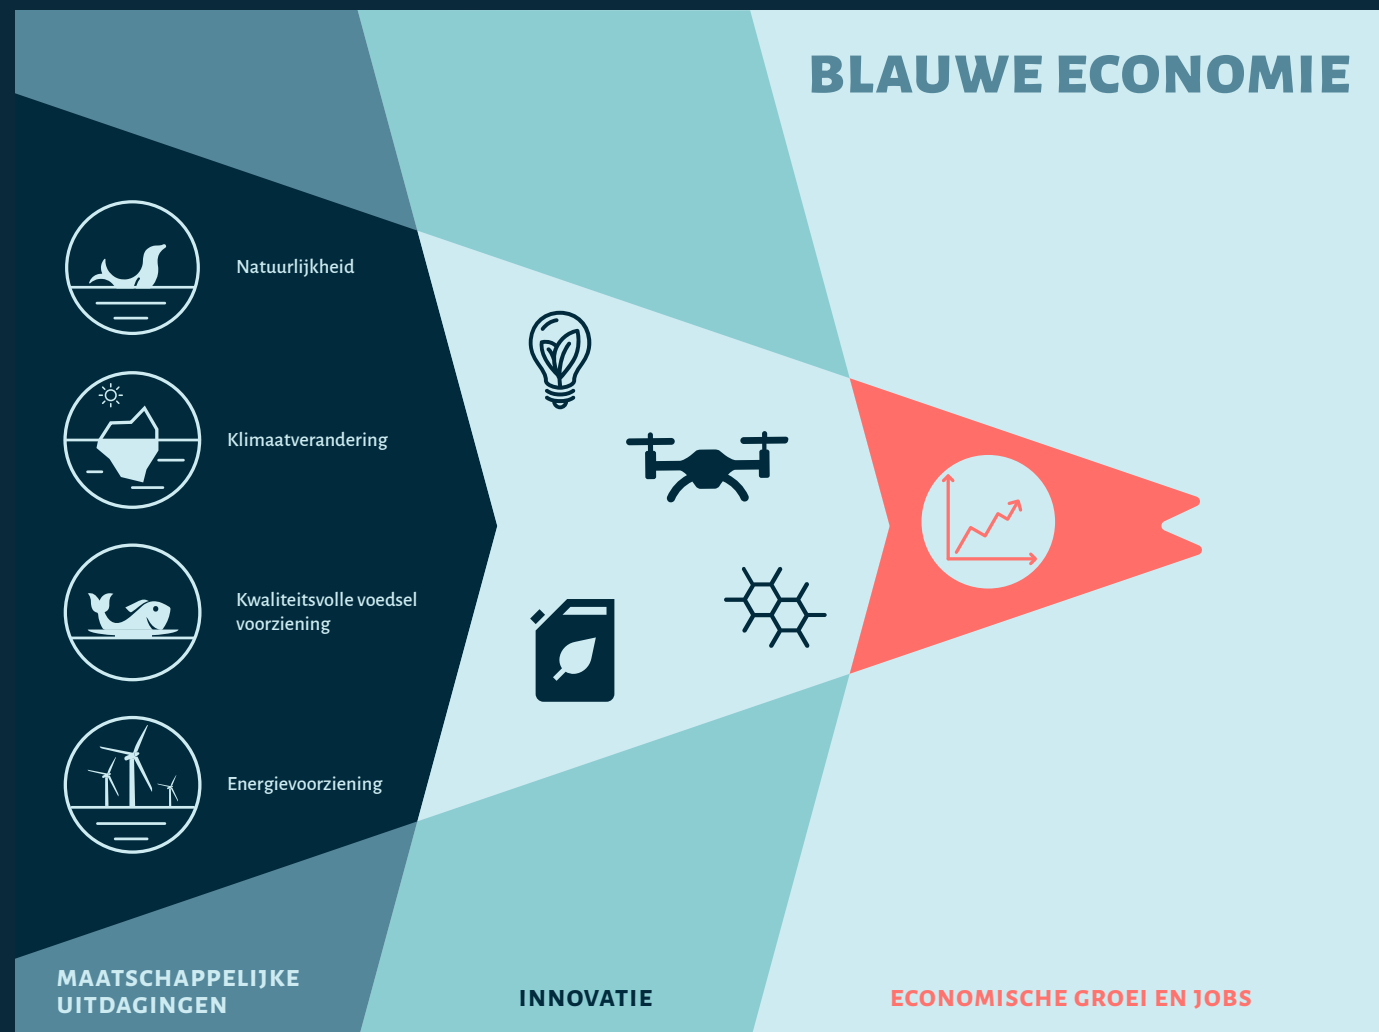 BLAUWE ECONOMIE
Natuurlijkheid
Klimaatverandering
Kwaliteitsvolle voedsel
voorziening
Energievoorziening
MAATSCHAPPELIJKE
UITDAGINGEN
INNOVATIE
ECONOMISCHE GROEI EN JOBS